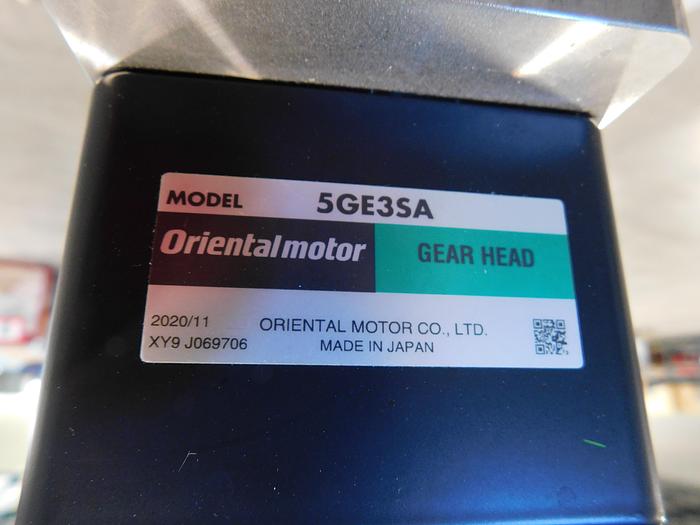 MODEL 5GE3SA
Orientalmotor GEAR HEAD
2020/11 ORIENTAL MOTOR CO., LTD.
XY9 J069706 MADE IN JAPAN